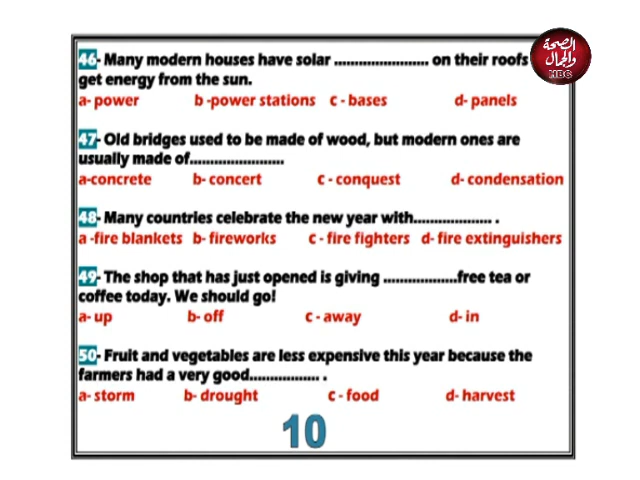 الصحة
والجمال
HBC
46- Many modern houses have solar ........................ on their roofs
get energy from the sun.
a- power b -power stations c - bases d- panels
47- Old bridges used to be made of wood, but modern ones are
usually made of........................
a-concrete b- concert c - conquest d- condensation
48- Many countries celebrate the new year with.................... .
a -fire blankets b- fireworks c - fire fighters d- fire extinguishers
49- The shop that has just opened is giving ...................free tea or
coffee today. We should go!
a- up b- off c - away d- in
50- Fruit and vegetables are less expensive this year because the
farmers had a very good.................. .
a- storm b- drought c - food d- harvest
10